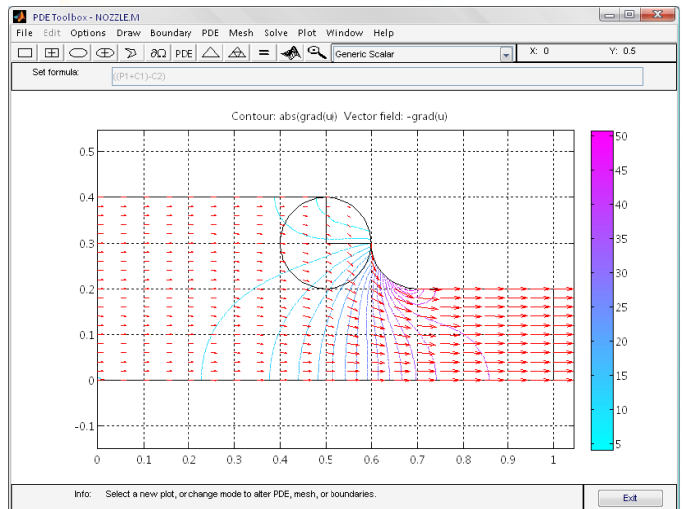 PDE Toolbox - NOZZLE.M
File Edit Options Draw Boundary PDE Mesh Solve Plot Window Help
∂Ω PDE = Generic Scalar X: 0 Y: 0.5
Set formula: ((P1+C1)-C2)
Contour: abs(grad(u)) Vector field: -grad(u)
0.5
0.4
0.3
0.2
0.1
0
-0.1
0 0.1 0.2 0.3 0.4 0.5 0.6 0.7 0.8 0.9 1
50
45
40
35
30
25
20
15
10
5
Info: Select a new plot, or change mode to alter PDE, mesh, or boundaries.
Exit